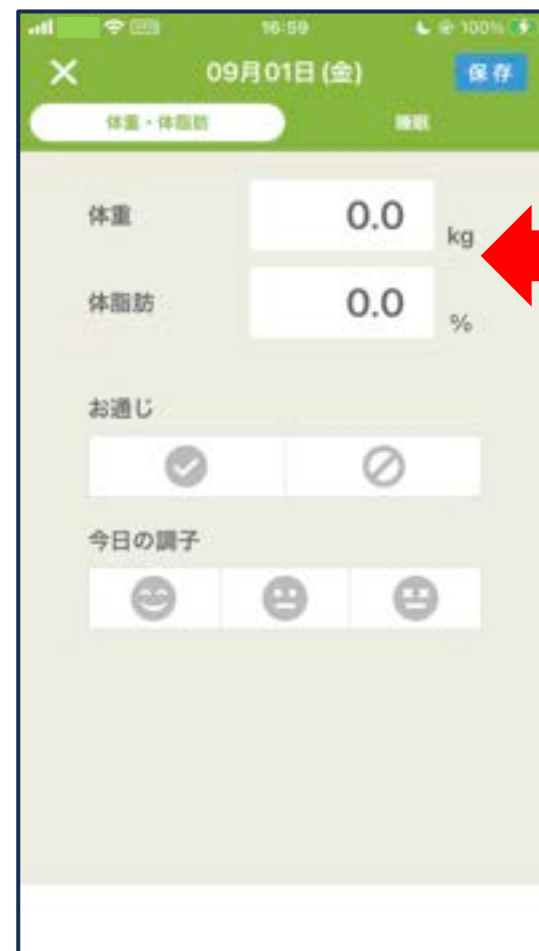 16:59
100%
09月01日 (金)
保存
体重・体脂肪
睡眠
体重
0.0
kg
体脂肪
0.0
%
お通じ
今日の調子